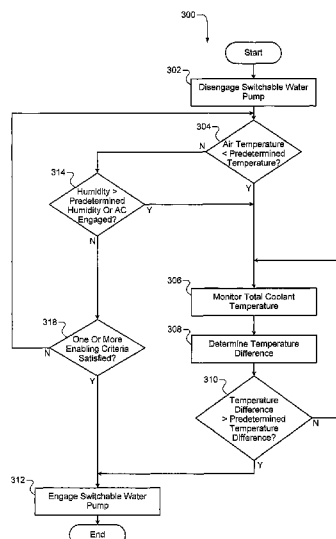 300
Start
302
Disengage Switchable Water
Pump
304
Air Temperature
< Predetermined
Temperature?
N
Y
314
Humidity >
Predetermined
Humidity Or AC
Engaged?
Y
N
306
Monitor Total Coolant
Temperature
308
Determine Temperature
Difference
318
One Or More
Enabling Criteria
Satisfied?
N
Y
310
Temperature
Difference
> Predetermined
Temperature
Difference?
N
Y
312
Engage Switchable Water
Pump
End